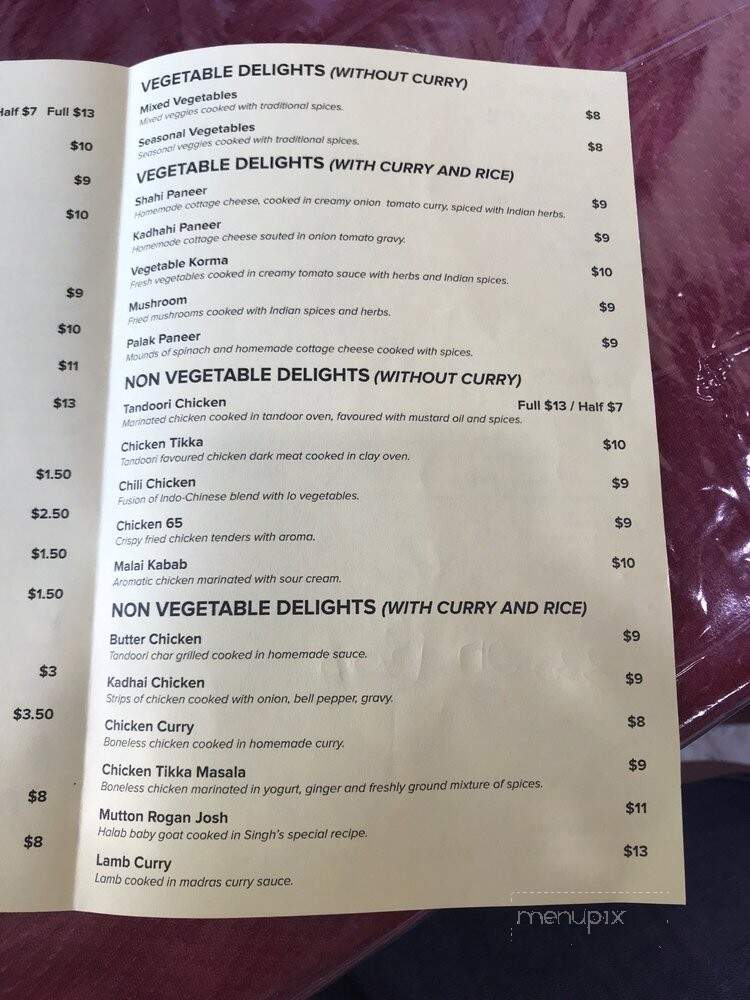 Half $7 Full $13
$10
$9
$10
$9
$10
$11
$13
$1.50
$2.50
$1.50
$1.50
$3
$3.50
$8
$8
VEGETABLE DELIGHTS (WITHOUT CURRY)
Mixed Vegetables $8
Mixed veggies cooked with traditional spices.
Seasonal Vegetables $8
Seasonal veggies cooked with traditional spices.
VEGETABLE DELIGHTS (WITH CURRY AND RICE)
Shahi Paneer $9
Homemade cottage cheese, cooked in creamy onion tomato curry, spiced with Indian herbs.
Kadhahi Paneer $9
Homemade cottage cheese sauted in onion tomato gravy.
Vegetable Korma $10
Fresh vegetables cooked in creamy tomato sauce with herbs and Indian spices.
Mushroom $9
Fried mushrooms cooked with Indian spices and herbs.
Palak Paneer $9
Mounds of spinach and homemade cottage cheese cooked with spices.
NON VEGETABLE DELIGHTS (WITHOUT CURRY)
Tandoori Chicken Full $13 / Half $7
Marinated chicken cooked in tandoor oven, favoured with mustard oil and spices.
Chicken Tikka $10
Tandoori favoured chicken dark meat cooked in clay oven.
Chili Chicken $9
Fusion of Indo-Chinese blend with lo vegetables.
Chicken 65 $9
Crispy fried chicken tenders with aroma.
Malai Kabab $10
Aromatic chicken marinated with sour cream.
NON VEGETABLE DELIGHTS (WITH CURRY AND RICE)
Butter Chicken $9
Tandoori char grilled cooked in homemade sauce.
Kadhai Chicken $9
Strips of chicken cooked with onion, bell pepper, gravy.
Chicken Curry $8
Boneless chicken cooked in homemade curry.
Chicken Tikka Masala $9
Boneless chicken marinated in yogurt, ginger and freshly ground mixture of spices.
Mutton Rogan Josh $11
Halab baby goat cooked in Singh's special recipe.
Lamb Curry $13
Lamb cooked in madras curry sauce.
menupix